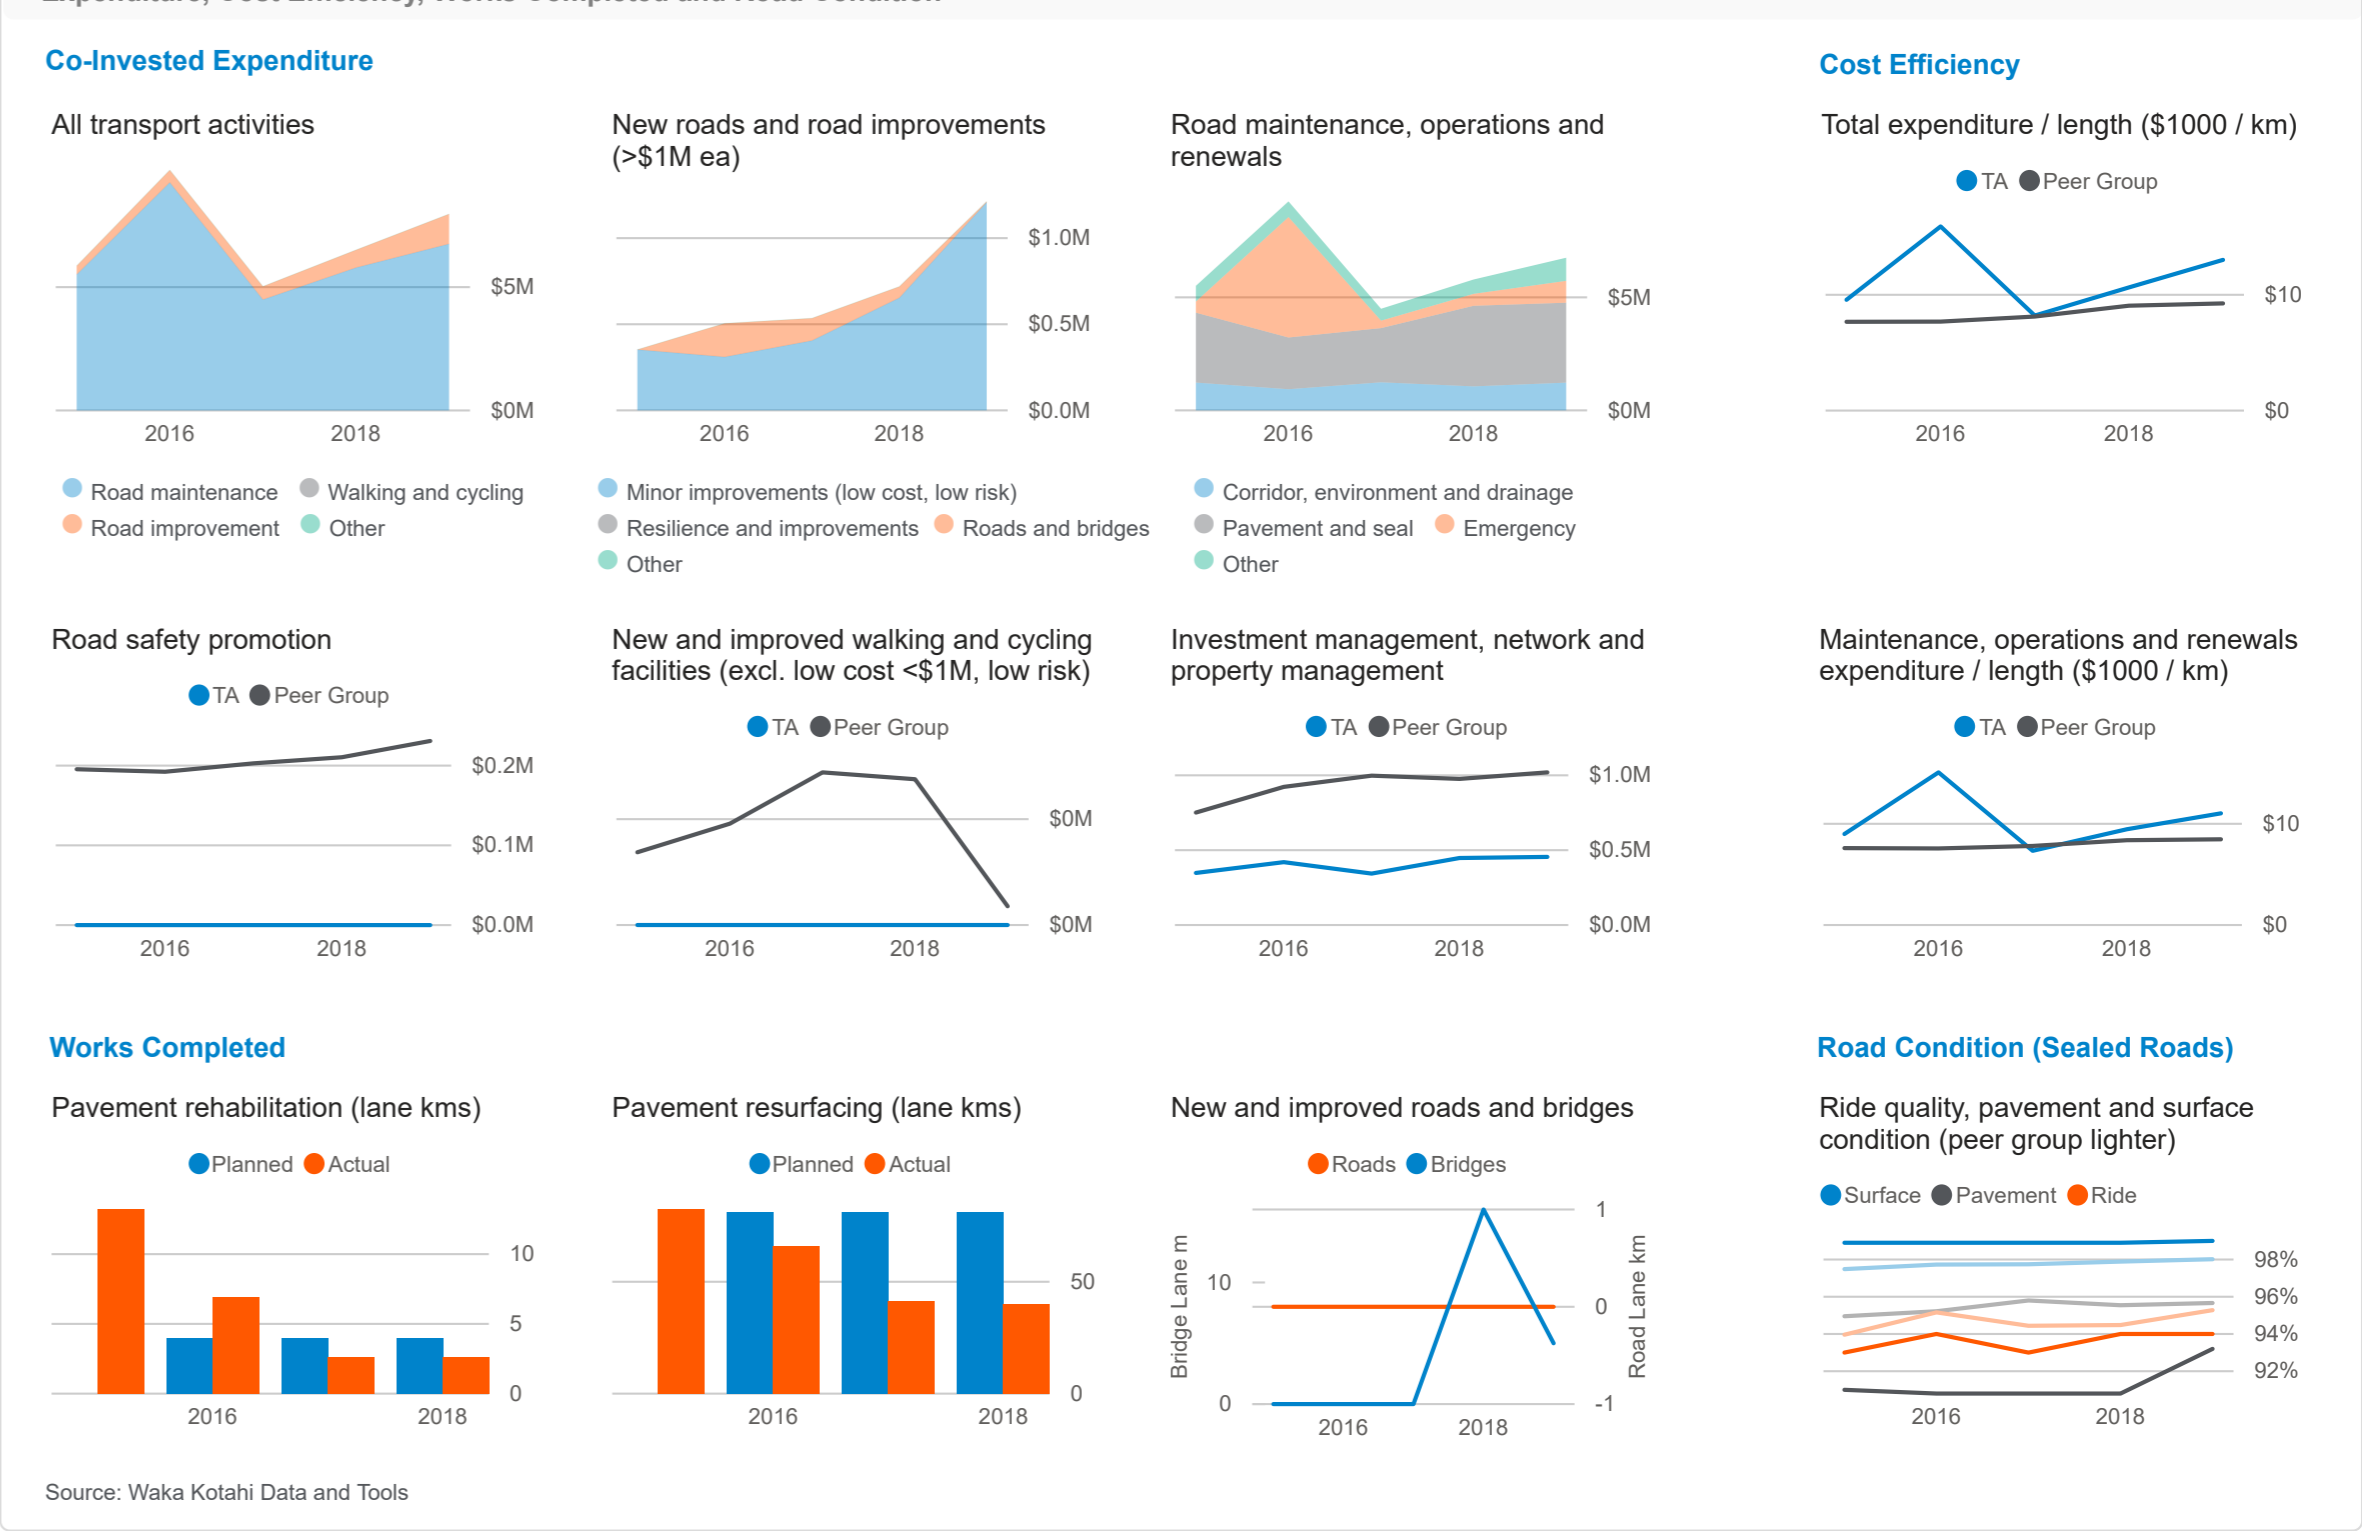 Expenditure, Cost Efficiency, Works Completed and Road Condition
Co-Invested Expenditure
Cost Efficiency
All transport activities
$5M
$0M
2016 2018
Road maintenance Walking and cycling
Road improvement Other
New roads and road improvements
(>$1M ea)
$1.0M
$0.5M
$0.0M
2016 2018
Minor improvements (low cost, low risk)
Resilience and improvements Roads and bridges
Other
Road maintenance, operations and
renewals
$5M
$0M
2016 2018
Corridor, environment and drainage
Pavement and seal Emergency
Other
Total expenditure / length ($1000 / km)
TA Peer Group
$10
$0
2016 2018
Road safety promotion
TA Peer Group
$0.2M
$0.1M
$0.0M
2016 2018
New and improved walking and cycling
facilities (excl. low cost <$1M, low risk)
TA Peer Group
$0M
$0M
2016 2018
Investment management, network and
property management
TA Peer Group
$1.0M
$0.5M
$0.0M
2016 2018
Maintenance, operations and renewals
expenditure / length ($1000 / km)
TA Peer Group
$10
$0
2016 2018
Works Completed
Road Condition (Sealed Roads)
Pavement rehabilitation (lane kms)
Planned Actual
10
5
0
2016 2018
Pavement resurfacing (lane kms)
Planned Actual
50
0
2016 2018
New and improved roads and bridges
Roads Bridges
Bridge Lane m
10
0
1
0
-1
Road Lane km
2016 2018
Ride quality, pavement and surface
condition (peer group lighter)
Surface Pavement Ride
98%
96%
94%
92%
2016 2018
Source: Waka Kotahi Data and Tools